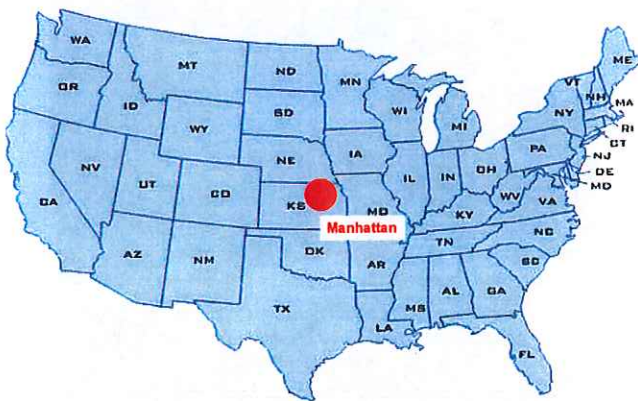 WA
MT
ND
MN
ME
VT
NH
OR
ID
SD
WI
MI
NY
MA
RI
WY
CT
IA
PA
NJ
NE
OH
NV
UT
CO
IL
IN
DE
MD
CA
KS
MO
WV
VA
KY
Manhattan
NC
TN
AZ
NM
OK
AR
SC
MS
AL
GA
TX
LA
FL